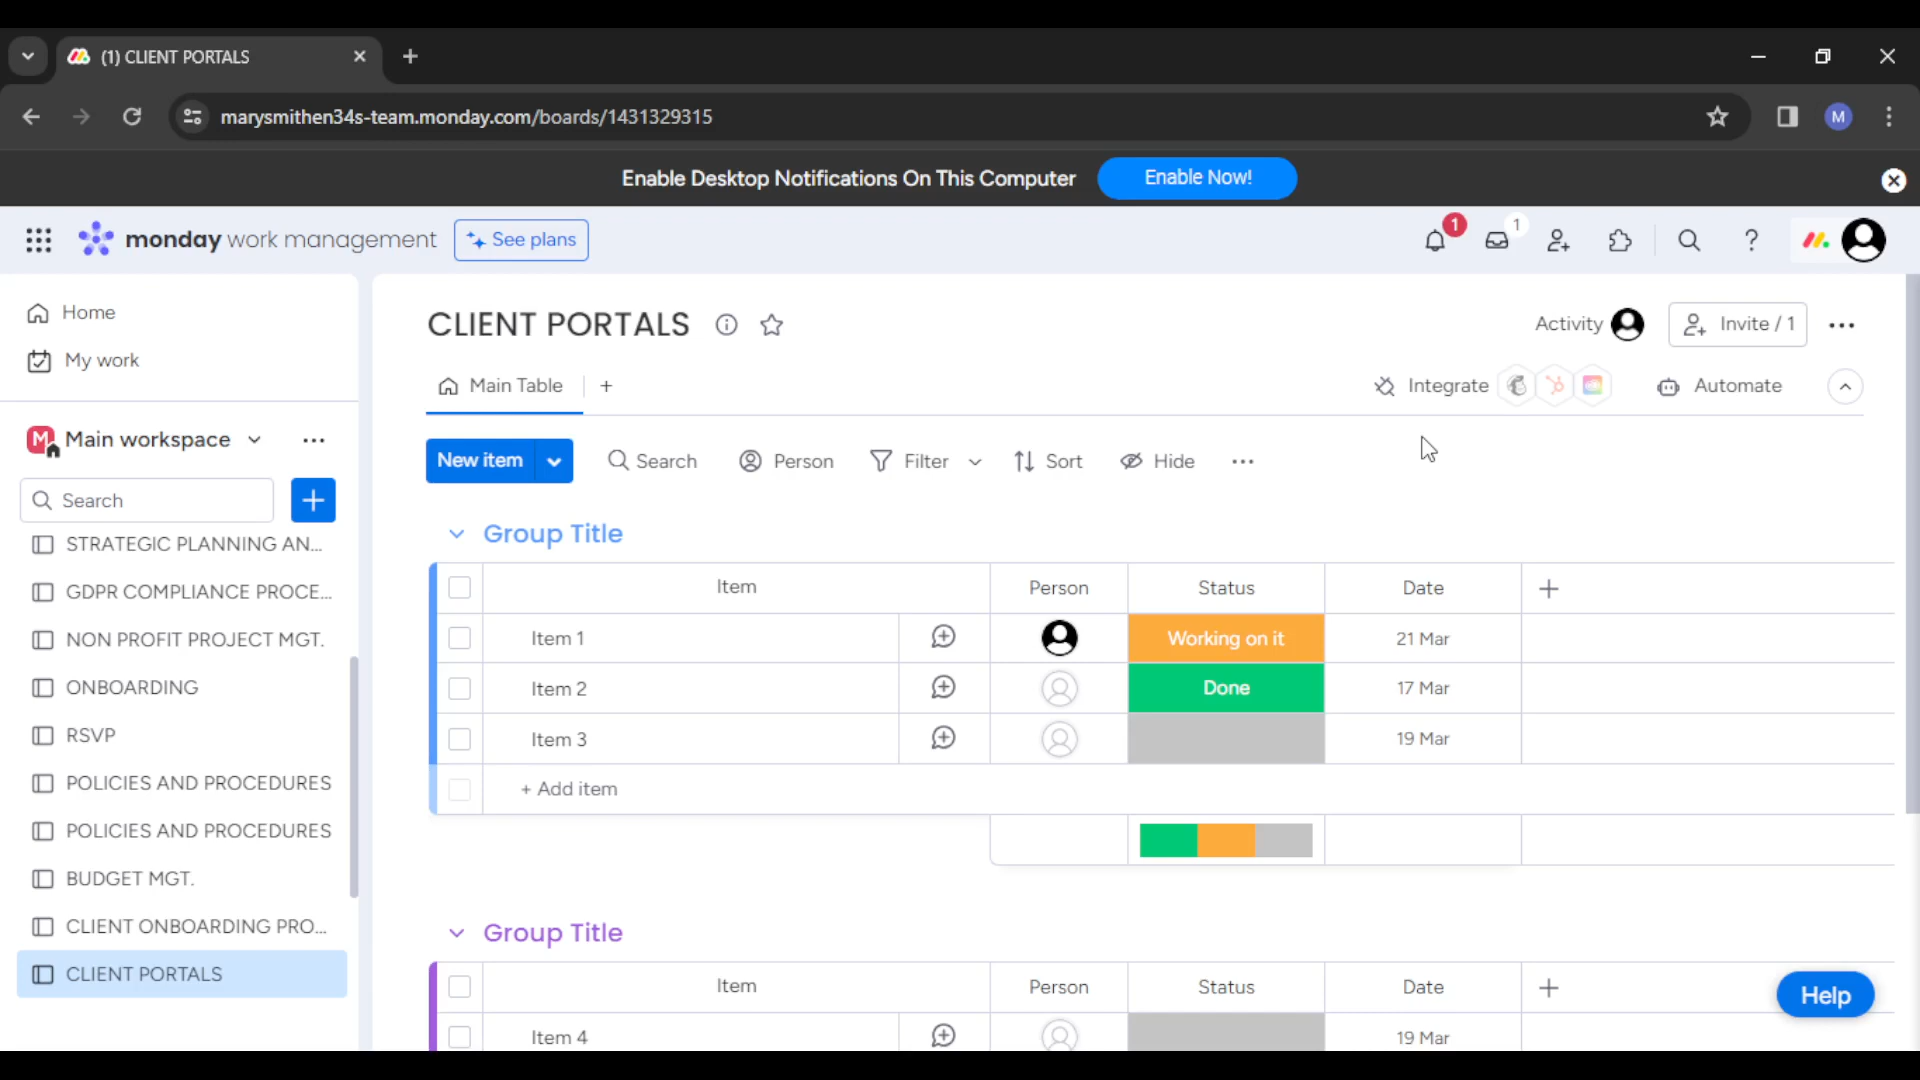 (1) CLIENT PORTALS
marysmithen34s-team.monday.com/boards/1431329315
M
Enable Desktop Notifications On This Computer
Enable Now!
monday work management
See plans
1
1
Home
My work
M
Main workspace
Search
STRATEGIC PLANNING AN...
GDPR COMPLIANCE PROCE...
NON PROFIT PROJECT MGT.
ONBOARDING
RSVP
POLICIES AND PROCEDURES
POLICIES AND PROCEDURES
BUDGET MGT.
CLIENT ONBOARDING PRO...
CLIENT PORTALS
CLIENT PORTALS
Activity
Invite / 1
Main Table
Integrate
Automate
New item
Search
Person
Filter
Sort
Hide
Group Title
Item Person Status Date
Item 1 Working on it 21 Mar
Item 2 Done 17 Mar
Item 3 19 Mar
+ Add item
Group Title
Item Person Status Date
Item 4 19 Mar
Help